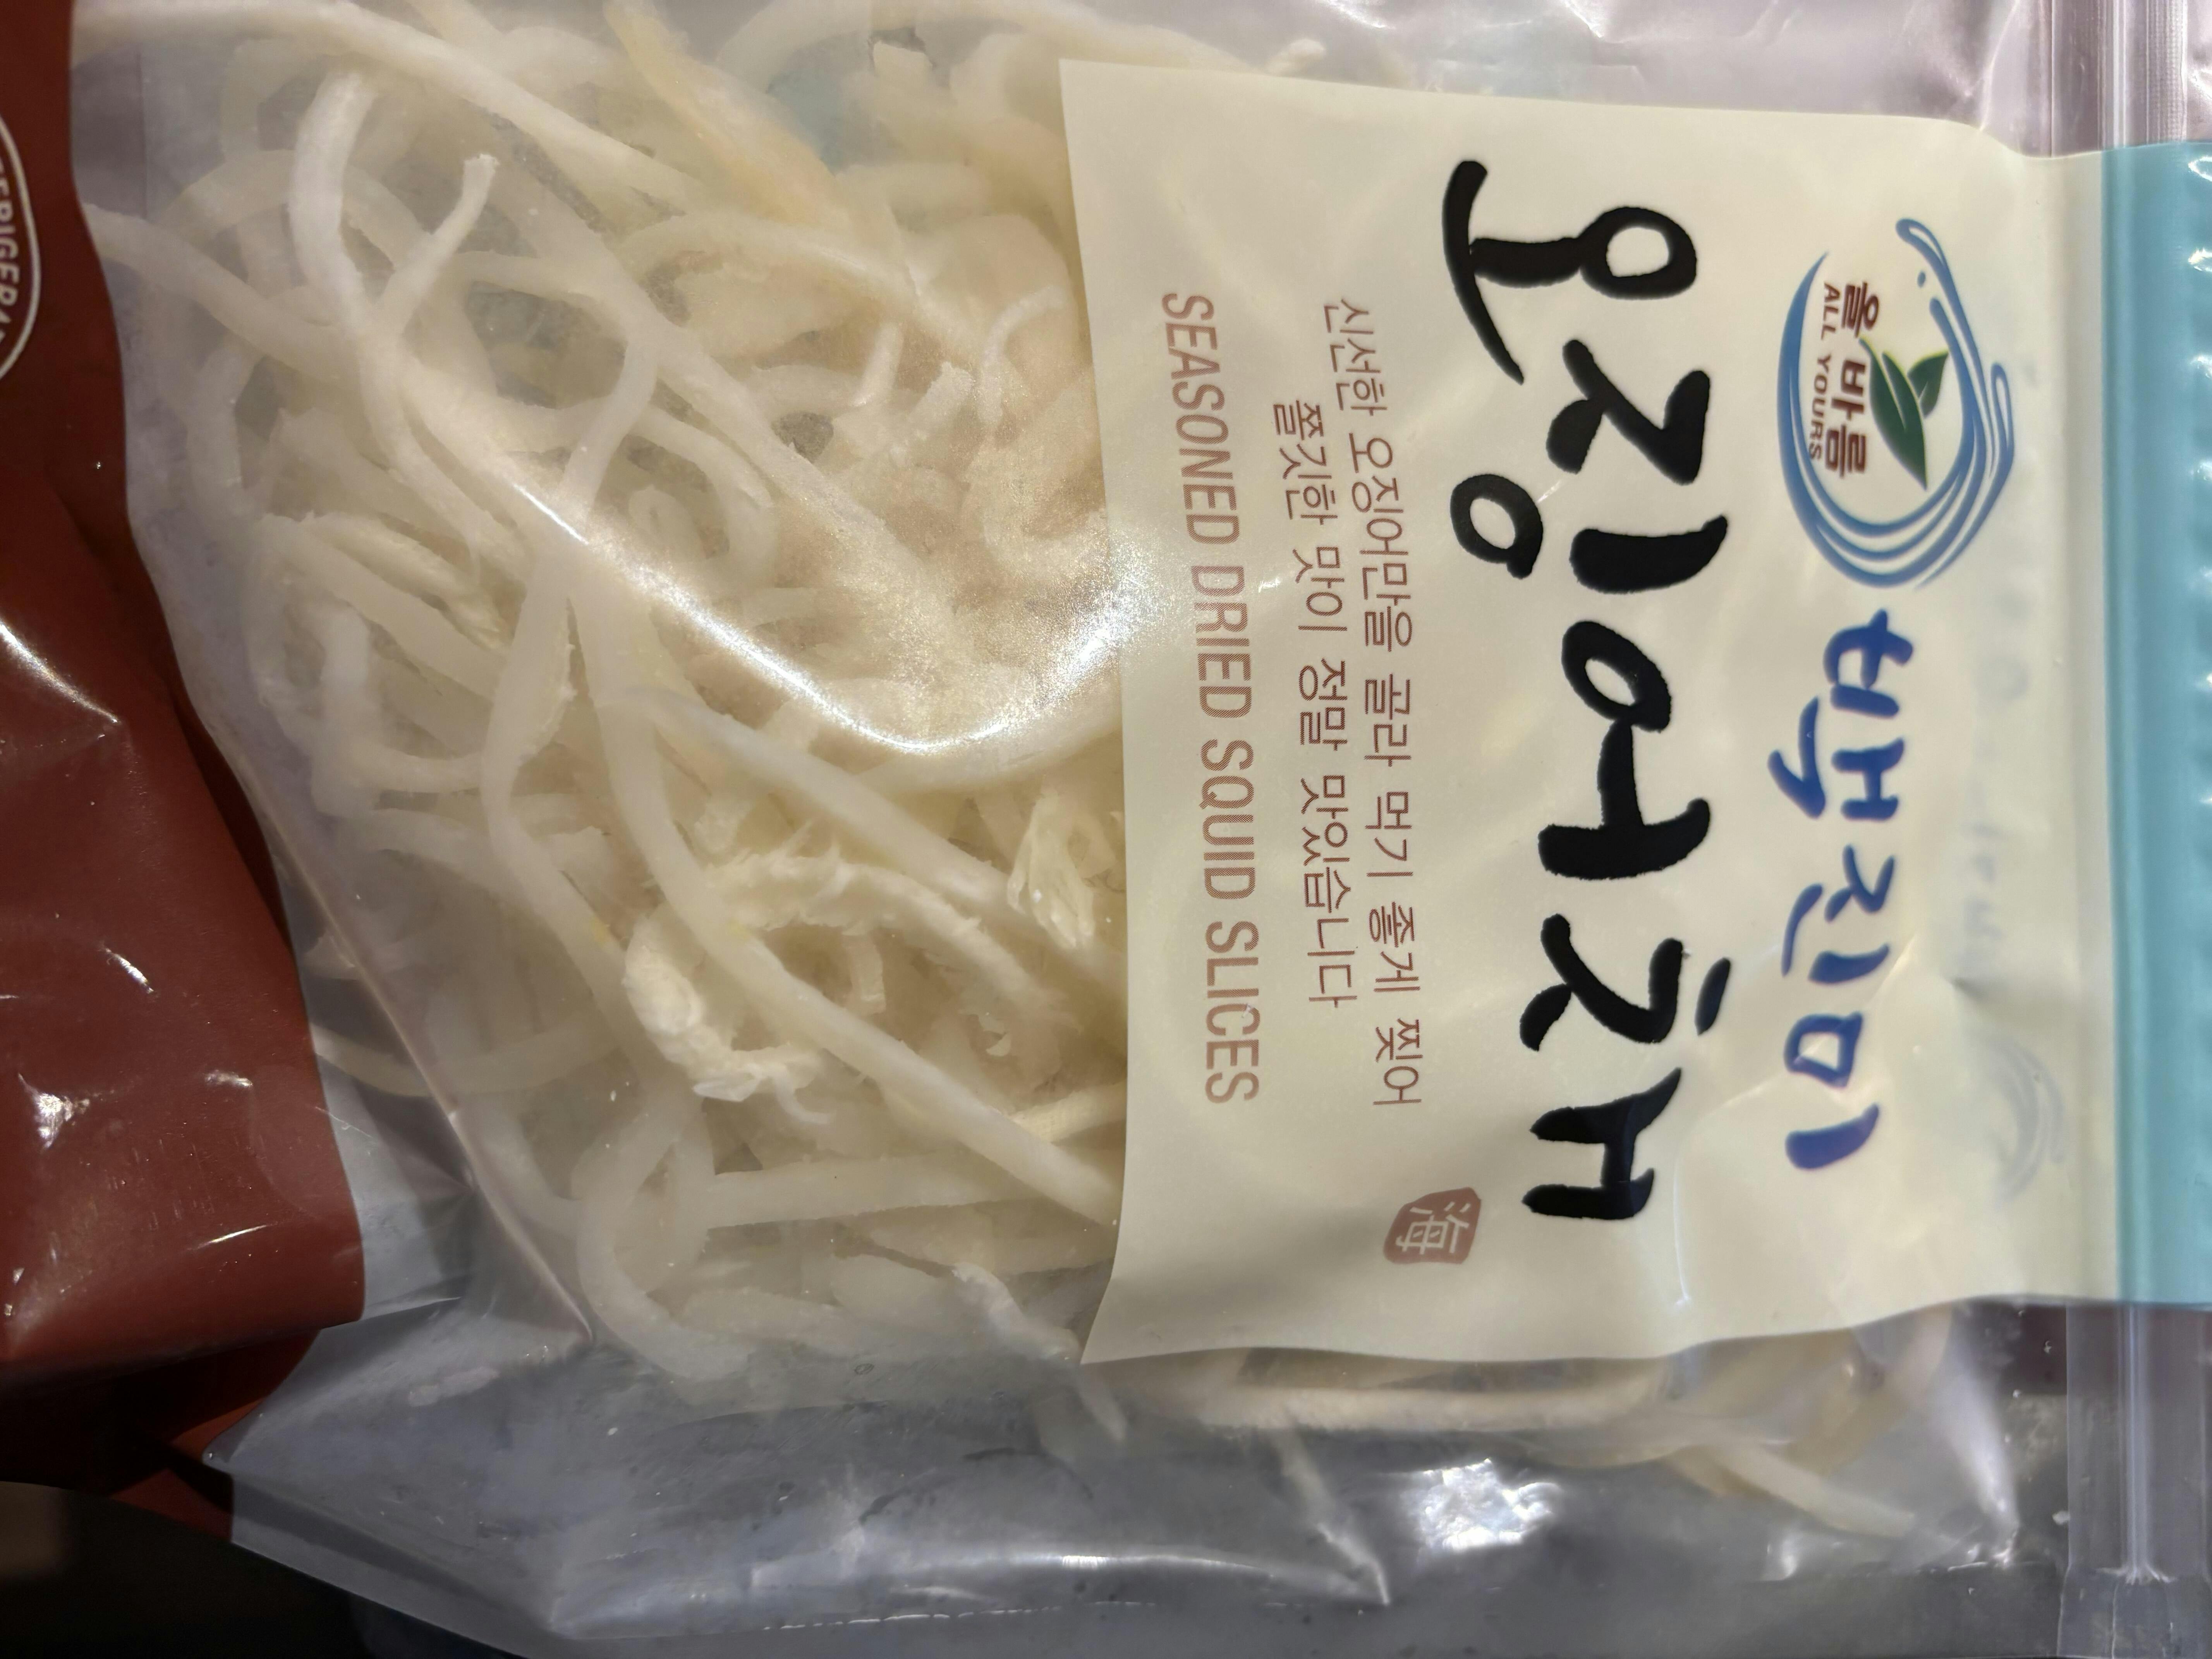 올바름
ALL YOURS
백진미
오징어채
신선한 오징어만을 골라 먹기 좋게 찢어
쫄깃한 맛이 정말 맛있습니다
海
SEASONED DRIED SQUID SLICES